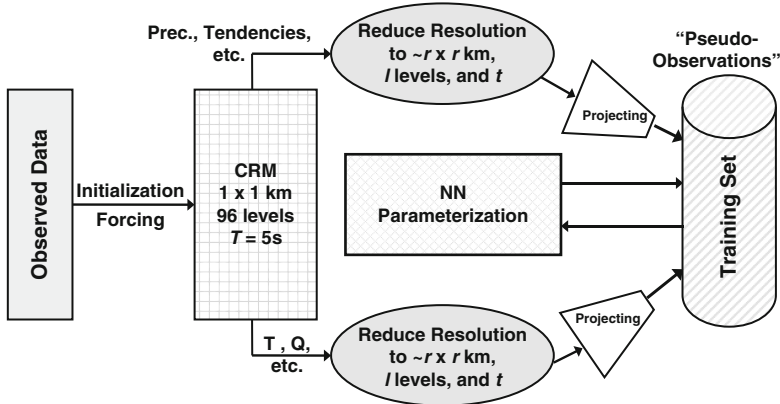 Prec., Tendencies,
etc.
Reduce Resolution
to ~r x r km,
l levels, and t
Projecting
“Pseudo-
Observations”
Observed Data
Initialization
Forcing
CRM
1 x 1 km
96 levels
T = 5s
NN
Parameterization
Training Set
T , Q,
etc.
Reduce Resolution
to ~r x r km,
l levels, and t
Projecting